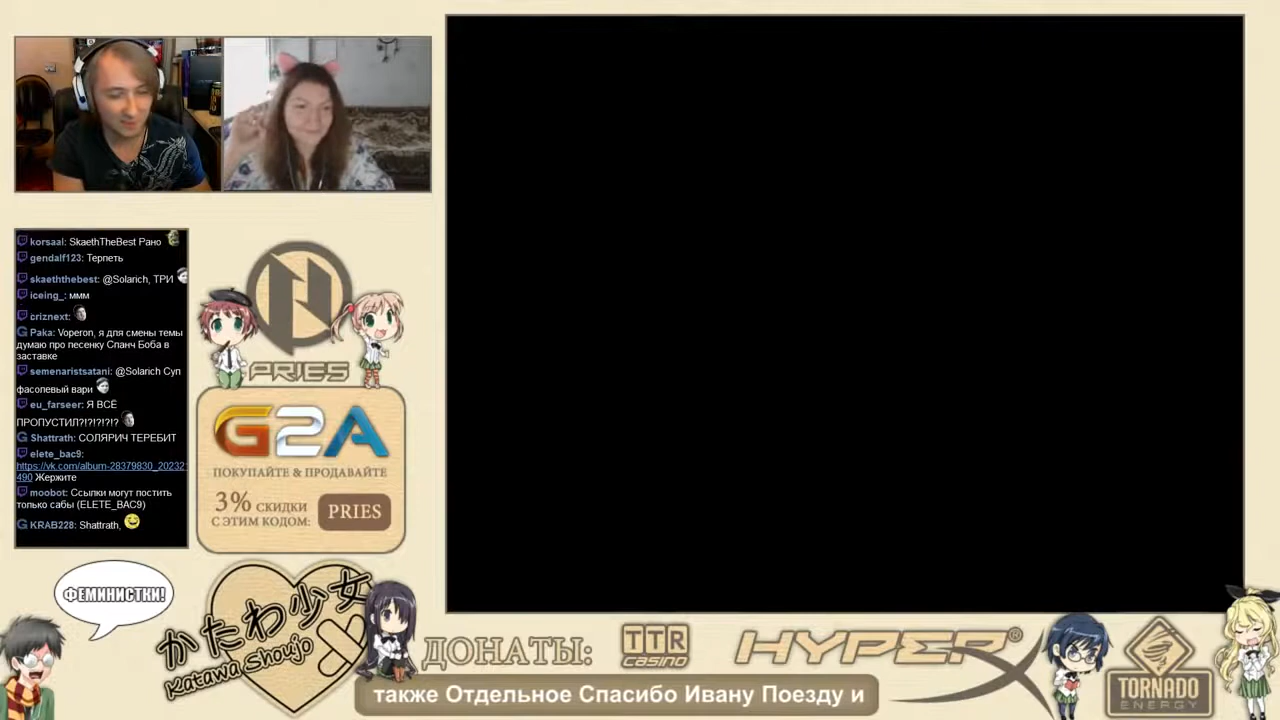 korsaal: SkaethTheBest Рано
gendalf123: Терпеть
skaeththebest: @Solarich, ТРИ
iceing_: ммм
criznext:
Paka: Voperon, я для смены темы
думаю про песенку Спанч Боба в
заставке
semenaristsatani: @Solarich Суп
фасолевый вари
eu_farseer: Я ВСЁ
ПРОПУСТИЛ?!?!?!?!?
Shattrath: СОЛЯРИЧ ТЕРЕБИТ
elete_bac9:
https://vk.com/album-28379830_20232
490 Жержите
moobot: Ссылки могут постить
только сабы (ELETE_BAC9)
KRAB228: Shattrath,
PRIES
G2A
ПОКУПАЙТЕ & ПРОДАВАЙТЕ
3% СКИДКИ
С ЭТИМ КОДОМ:
PRIES
ФЕМИНИСТКИ!
かたわ少女
Katawa Shoujo
ДОНАТЫ:
TTR
CASINO
HYPERX®
TORNADO
ENERGY
также Отдельное Спасибо Ивану Поезду и